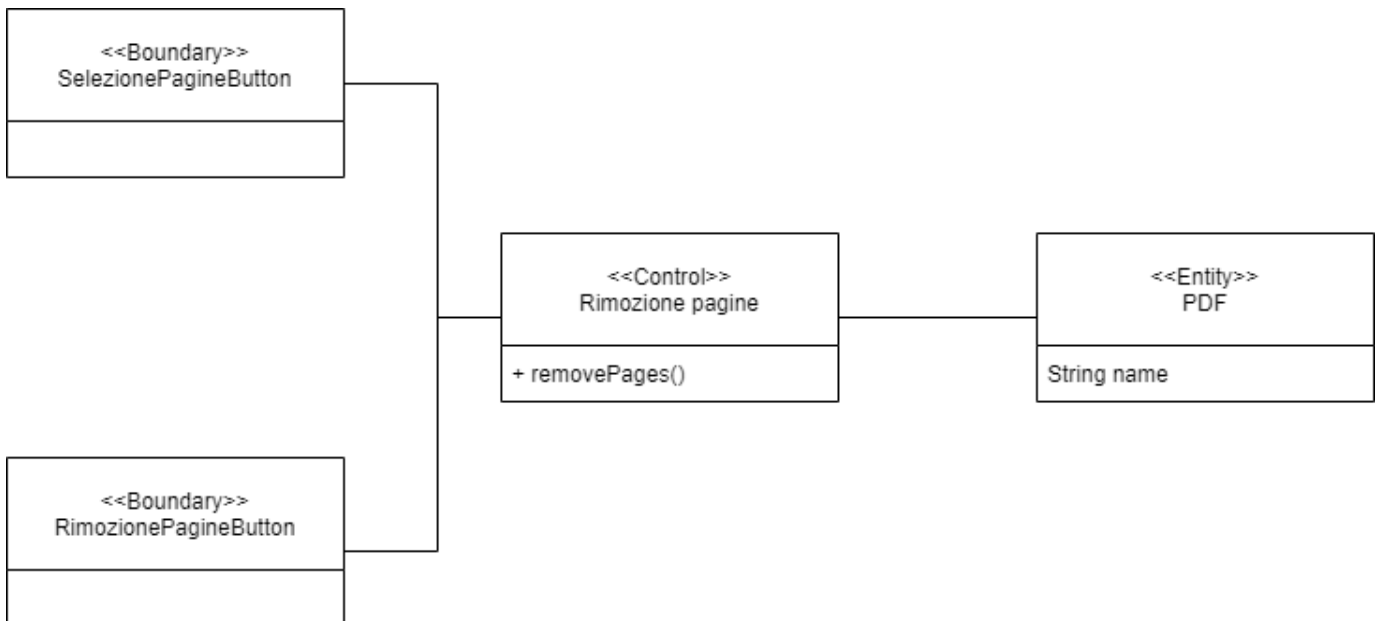 <<Boundary>>
SelezionePagineButton
<<Control>>
Rimozione pagine
+ removePages()
<<Entity>>
PDF
String name
<<Boundary>>
RimozionePagineButton